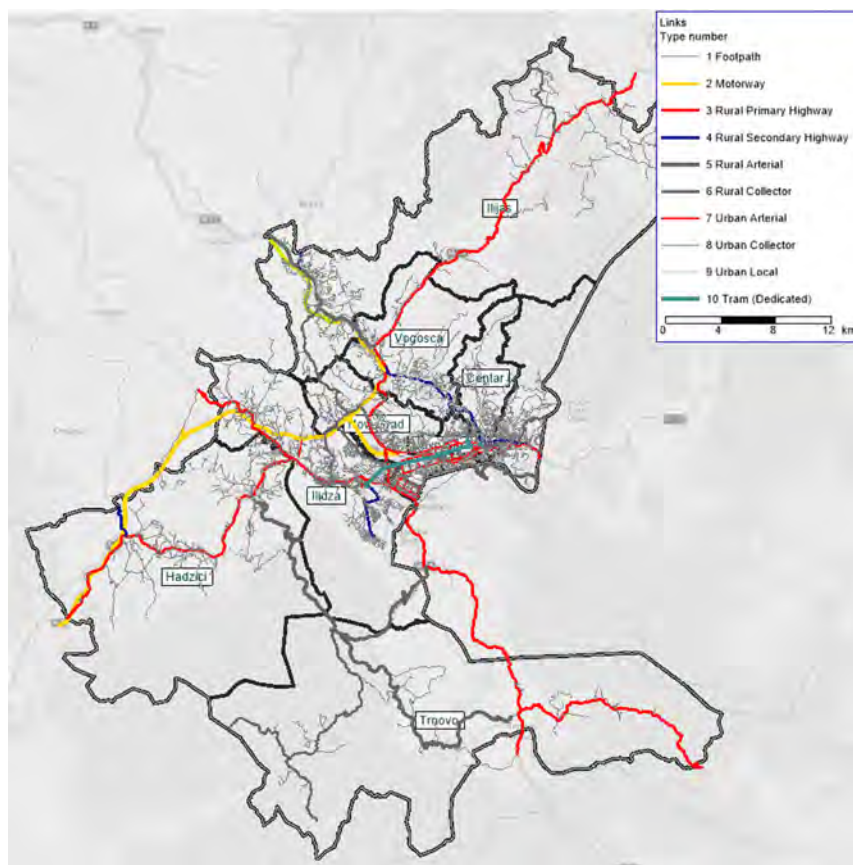 Links
Type number
1 Footpath
2 Motorway
3 Rural Primary Highway
4 Rural Secondary Highway
5 Rural Arterial
6 Rural Collector
7 Urban Arterial
8 Urban Collector
9 Urban Local
10 Tram (Dedicated)
0 4 8 12
km
Ilijas
Vogosca
Centar
Ilidza
Hadzici
Trnovo